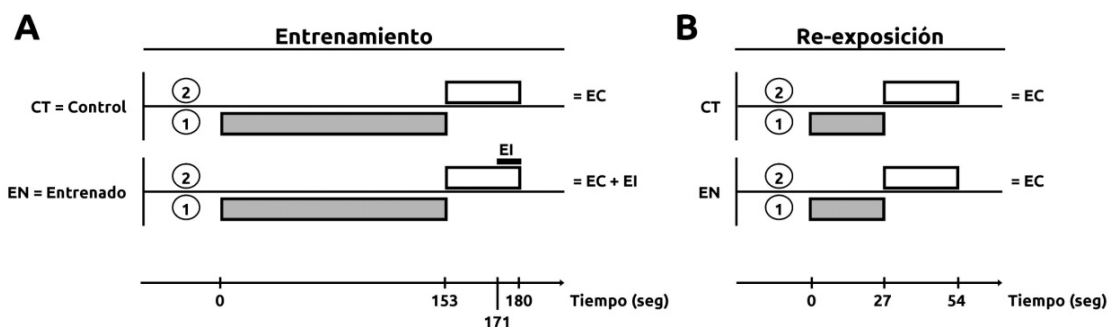 A
Entrenamiento
CT = Control
2
1
= EC
EN = Entrenado
EI
2
1
= EC + EI
0
153
171
180
Tiempo (seg)
B
Re-exposición
CT
2
1
= EC
EN
2
1
= EC
0
27
54
Tiempo (seg)